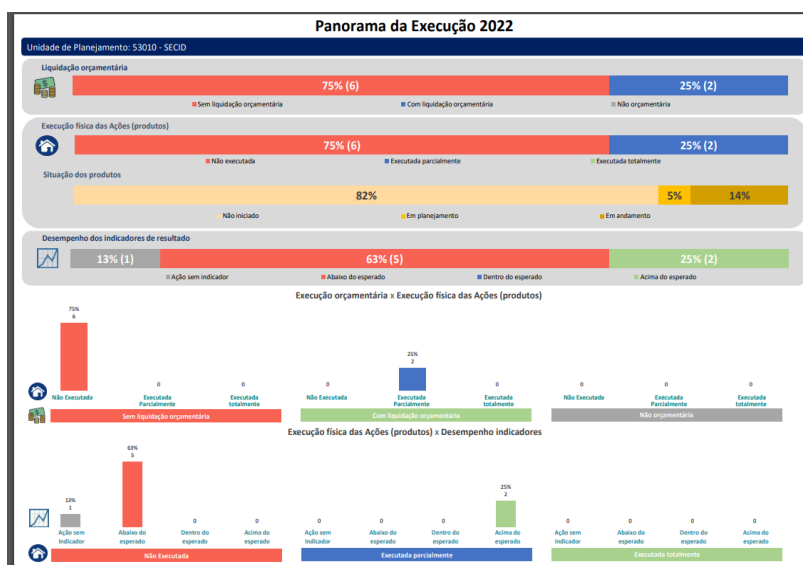 Panorama da Execução 2022
Unidade de Planejamento: 53010 - SECID
Liquidação orçamentária
75% (6) 25% (2)
Sem liquidação orçamentária Com liquidação orçamentária Não orçamentária
Execução física das Ações (produtos)
75% (6) 25% (2)
Não executada Executada parcialmente Executada totalmente
Situação dos produtos
82% 5% 14%
Não iniciado Em planejamento Em andamento
Desempenho dos indicadores de resultado
13% (1) 63% (5) 25% (2)
Ação sem indicador Abaixo do esperado Dentro do esperado Acima do esperado
Execução orçamentária x Execução física das Ações (produtos)
75%
6
25%
2
0 0 0 0 0 0 0
Não Executada Executada Parcialmente Executada totalmente Não Executada Executada Parcialmente Executada totalmente Não Executada Executada Parcialmente Executada totalmente
Sem liquidação orçamentária Com liquidação orçamentária Não orçamentária
Execução física das Ações (produtos) x Desempenho indicadores
63%
5
25%
2
13%
1
0 0 0 0 0 0 0 0 0
Ação sem Indicador Abaixo do esperado Dentro do esperado Acima do esperado Ação sem Indicador Abaixo do esperado Dentro do esperado Acima do esperado Ação sem Indicador Abaixo do esperado Dentro do esperado Acima do esperado
Não Executada Executada parcialmente Executada totalmente